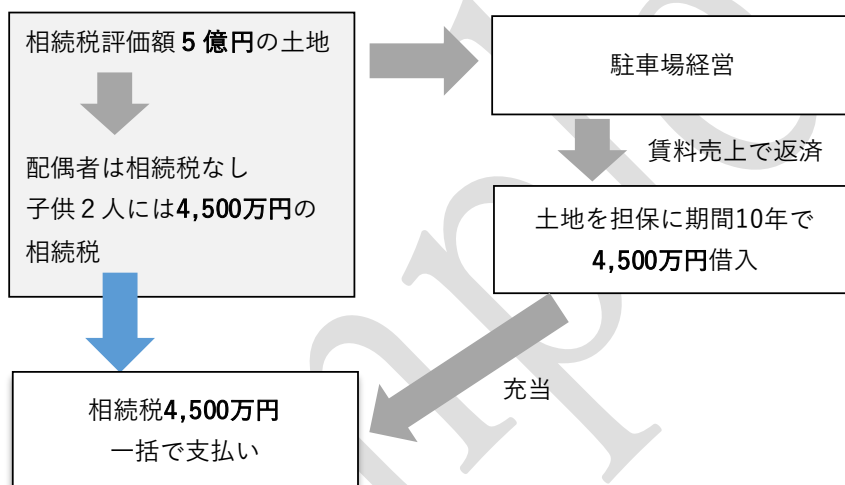 相続税評価額５億円の土地
配偶者は相続税なし
子供２人には4,500万円の
相続税
駐車場経営
賃料売上で返済
土地を担保に期間10年で
4,500万円借入
充当
相続税4,500万円
一括で支払い